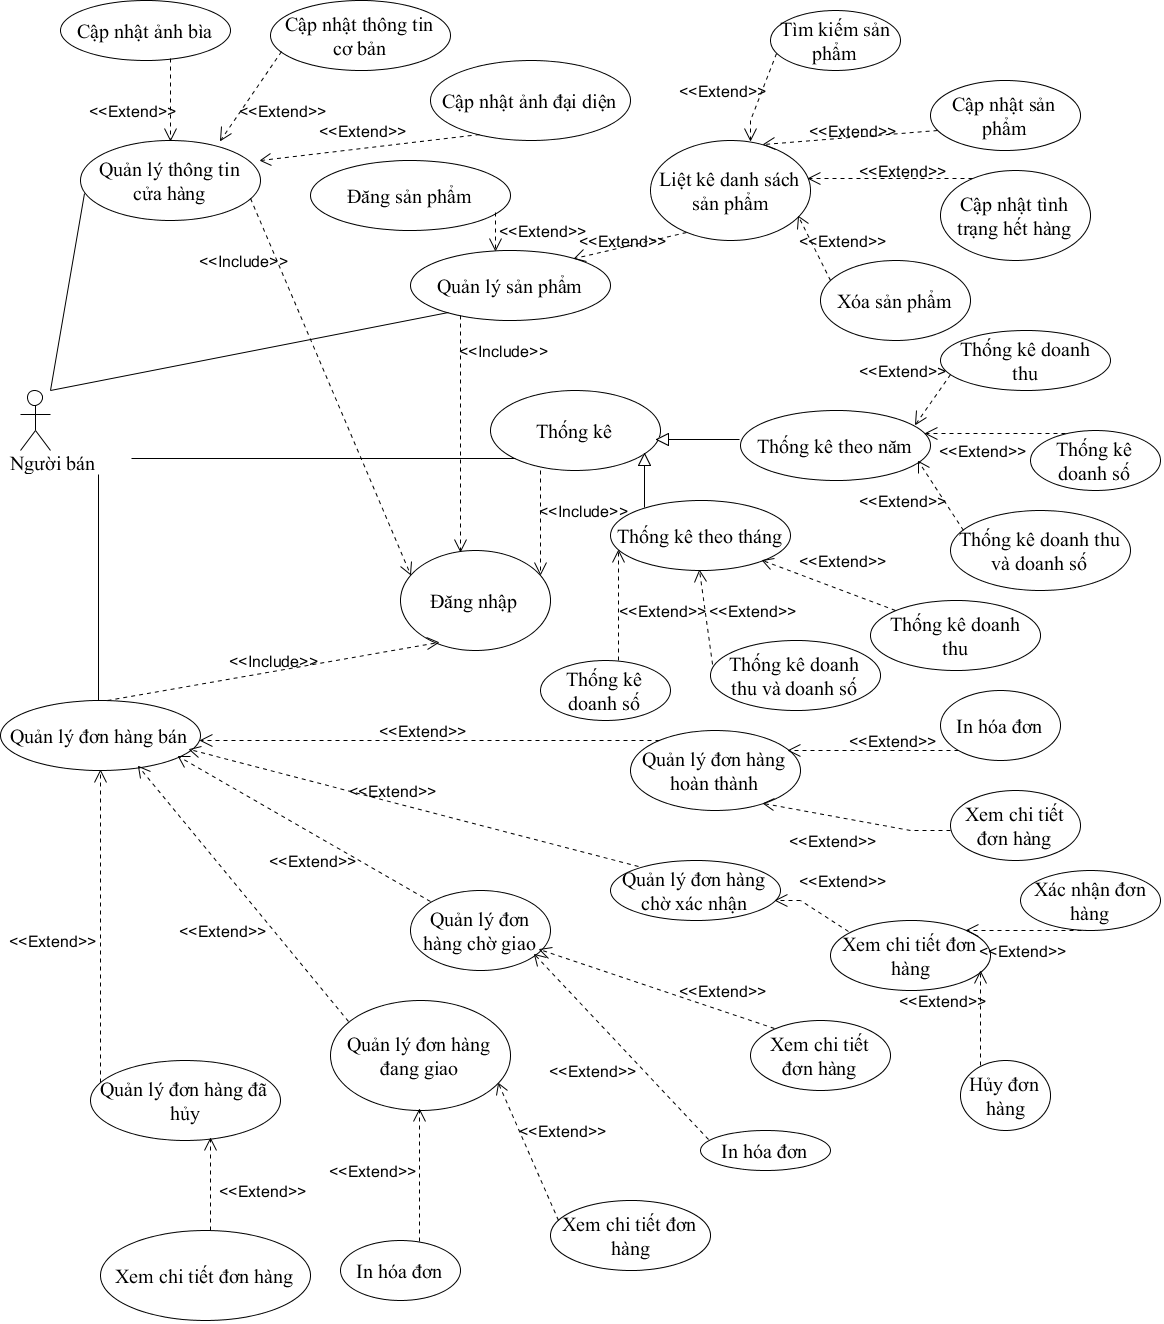 Cập nhật ảnh bìa
Cập nhật thông tin
cơ bản
Tìm kiếm sản
phẩm
<<Extend>>
<<Extend>>
Cập nhật ảnh đại diện
<<Extend>>
<<Extend>>
Cập nhật sản
phẩm
<<Extend>>
Quản lý thông tin
cửa hàng
Đăng sản phẩm
Liệt kê danh sách
sản phẩm
<<Extend>>
Cập nhật tình
trạng hết hàng
<<Extend>>
<<Extend>>
<<Extend>>
<<Include>>
Quản lý sản phẩm
Xóa sản phẩm
<<Include>>
Thống kê doanh
thu
<<Extend>>
Thống kê
Thống kê theo năm
<<Extend>>
Thống kê
doanh số
Người bán
<<Extend>>
<<Include>>
Thống kê theo tháng
Thống kê doanh thu
và doanh số
<<Extend>>
Đăng nhập
<<Extend>>
<<Extend>>
Thống kê doanh
thu
<<Include>>
Thống kê
doanh số
Thống kê doanh
thu và doanh số
Quản lý đơn hàng bán
<<Extend>>
In hóa đơn
<<Extend>>
Quản lý đơn hàng
hoàn thành
<<Extend>>
Xem chi tiết
đơn hàng
<<Extend>>
<<Extend>>
Quản lý đơn hàng
chờ xác nhận
<<Extend>>
Xác nhận đơn
hàng
<<Extend>>
<<Extend>>
Quản lý đơn
hàng chờ giao
Xem chi tiết đơn
hàng
<<Extend>>
<<Extend>>
<<Extend>>
Quản lý đơn hàng
đang giao
Xem chi tiết
đơn hàng
<<Extend>>
Hủy đơn
hàng
Quản lý đơn hàng đã
hủy
<<Extend>>
In hóa đơn
<<Extend>>
<<Extend>>
Xem chi tiết đơn
hàng
Xem chi tiết đơn hàng
In hóa đơn